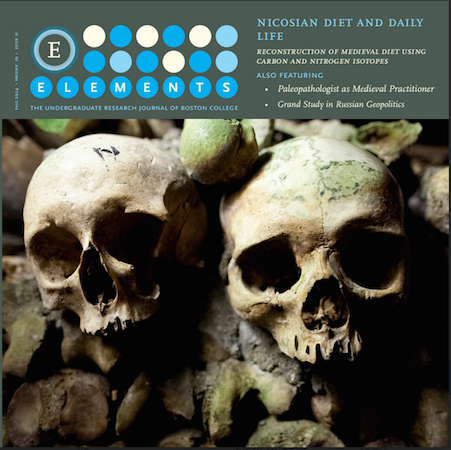 NICOSIAN DIET AND DAILY
LIFE
RECONSTRUCTION OF MEDIEVAL DIET USING
CARBON AND NITROGEN ISOTOPES
ALSO FEATURING
• Paleopathologist as Medieval Practitioner
• Grand Study in Russian Geopolitics
E
ELEMENTS
THE UNDERGRADUATE RESEARCH JOURNAL OF BOSTON COLLEGE